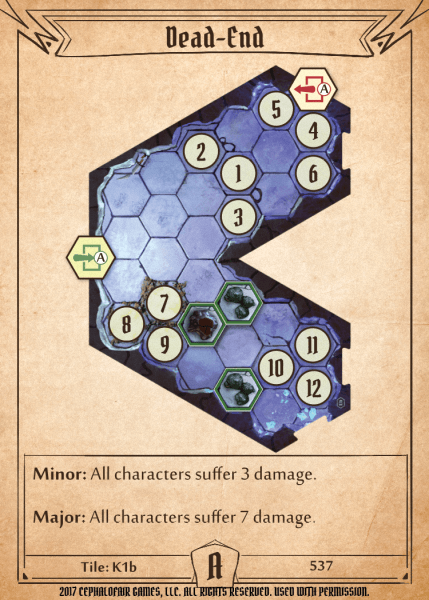 Dead-End
A
5
4
2
1
6
3
A
7
8
9
11
10
12
Minor: All characters suffer 3 damage.
Major: All characters suffer 7 damage.
Tile: K1b
A
537
2017 CEPHALOFAIR GAMES, LLC. ALL RIGHTS RESERVED. USED WITH PERMISSION.